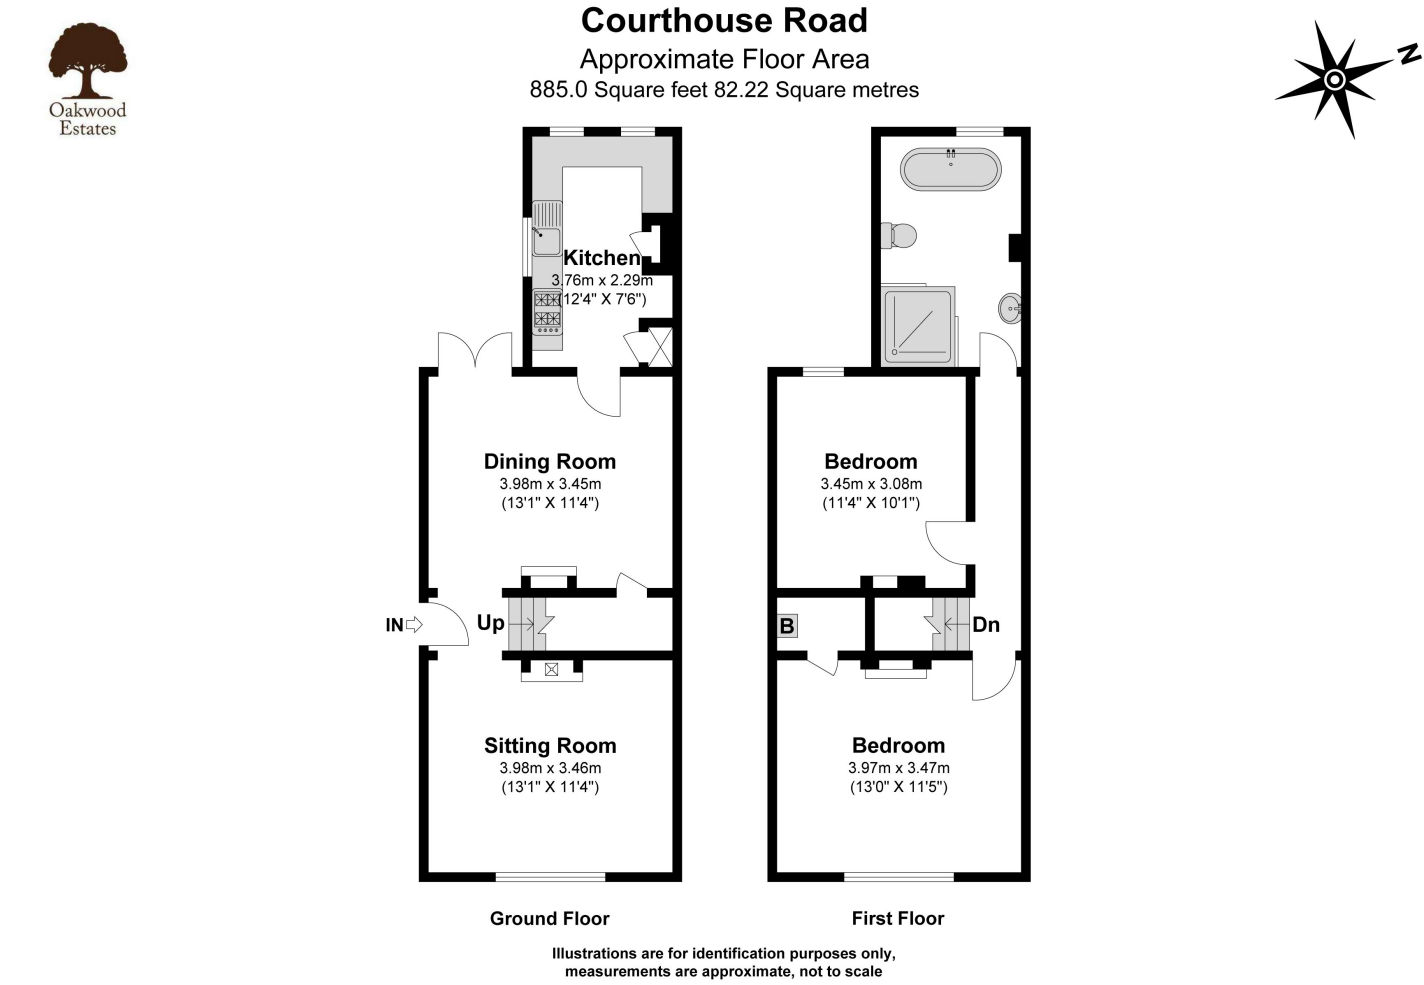 Courthouse Road
Approximate Floor Area
885.0 Square feet 82.22 Square metres
Oakwood
Estates
N
Kitchen
3.76m x 2.29m
(12'4" X 7'6")
Dining Room
3.98m x 3.45m
(13'1" X 11'4")
IN
Up
Sitting Room
3.98m x 3.46m
(13'1" X 11'4")
Ground Floor
Bedroom
3.45m x 3.08m
(11'4" X 10'1")
B
Dn
Bedroom
3.97m x 3.47m
(13'0" X 11'5")
First Floor
Illustrations are for identification purposes only,
measurements are approximate, not to scale